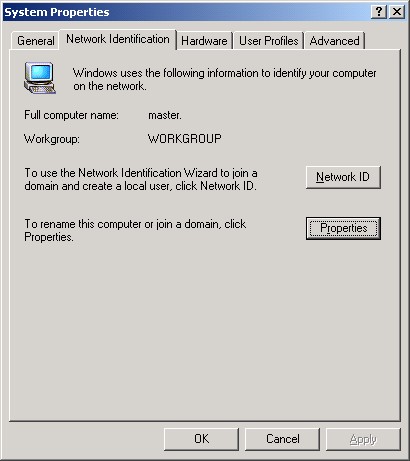 System Properties
General Network Identification Hardware User Profiles Advanced
Windows uses the following information to identify your computer
on the network.
Full computer name: master.
Workgroup: WORKGROUP
To use the Network Identification Wizard to join a
domain and create a local user, click Network ID.
Network ID
To rename this computer or join a domain, click
Properties.
Properties
OK Cancel Apply